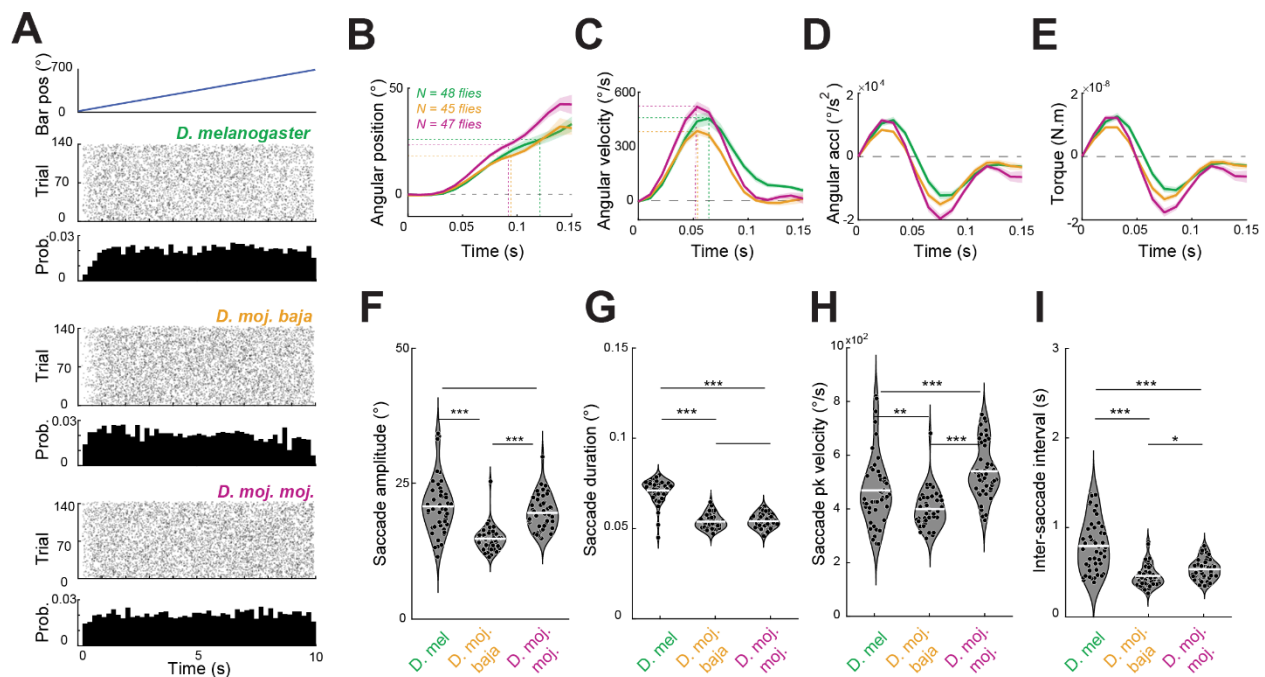 A
Bar pos (°)
700
0
D. melanogaster
Trial
140
70
0
Prob.
-0.03
0
D. moj. baja
Trial
140
70
0
Prob.
0.03
0
D. moj. moj.
Trial
140
70
0
Prob.
0.03
0
0 5 10
Time (s)
B
Angular position (°)
50
0
N = 48 flies
N = 45 flies
N = 47 flies
0 0.05 0.1 0.15
Time (s)
C
Angular velocity (°/s)
600
300
0
0 0.05 0.1 0.15
Time (s)
D
Angular accl (°/s²)
×10⁴
2
0
-2
0 0.05 0.1 0.15
Time (s)
E
Torque (N.m)
×10⁻⁸
2
0
-2
0 0.05 0.1 0.15
Time (s)
F
Saccade amplitude (°)
50
25
0
***
***
D. mel
D. moj. baja
D. moj. moj.
G
Saccade duration (°)
0.15
0.1
0.05
0
***
***
D. mel
D. moj. baja
D. moj. moj.
H
Saccade pk velocity (°/s)
×10²
10
8
6
4
2
0
***
**
***
D. mel
D. moj. baja
D. moj. moj.
I
Inter-saccade interval (s)
3
2
1
0
***
***
*
D. mel
D. moj. baja
D. moj. moj.